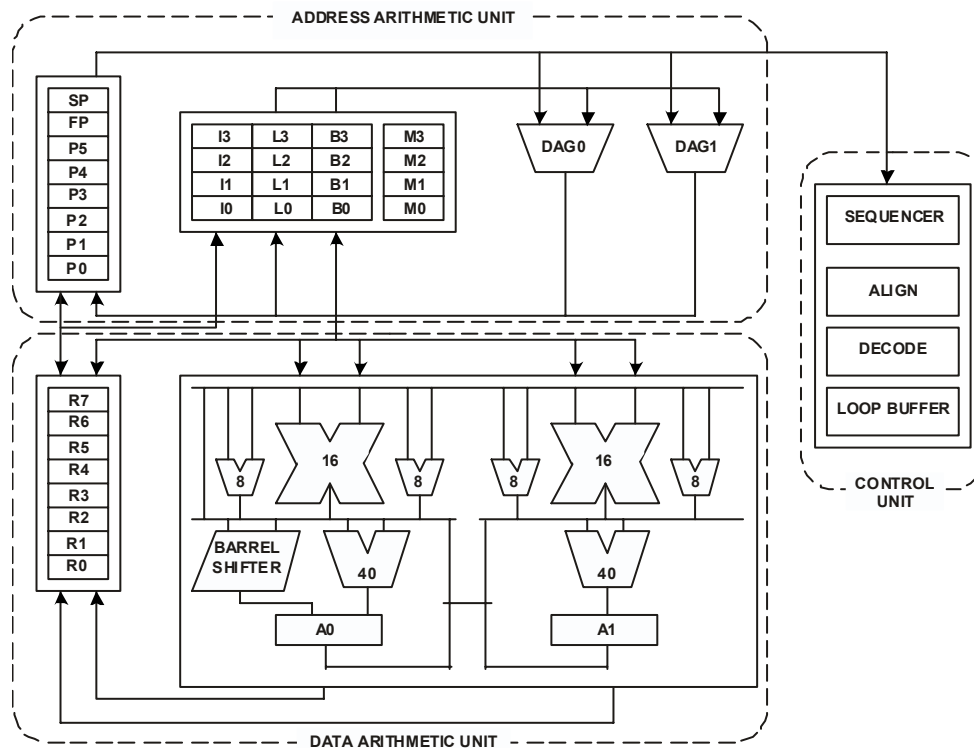 ADDRESS ARITHMETIC UNIT
SP
FP
P5
P4
P3
P2
P1
P0
I3 L3 B3 M3
I2 L2 B2 M2
I1 L1 B1 M1
I0 L0 B0 M0
DAG0
DAG1
SEQUENCER
ALIGN
DECODE
LOOP BUFFER
CONTROL
UNIT
R7
R6
R5
R4
R3
R2
R1
R0
8
16
8
8
16
8
BARREL
SHIFTER
40
40
A0
A1
DATA ARITHMETIC UNIT